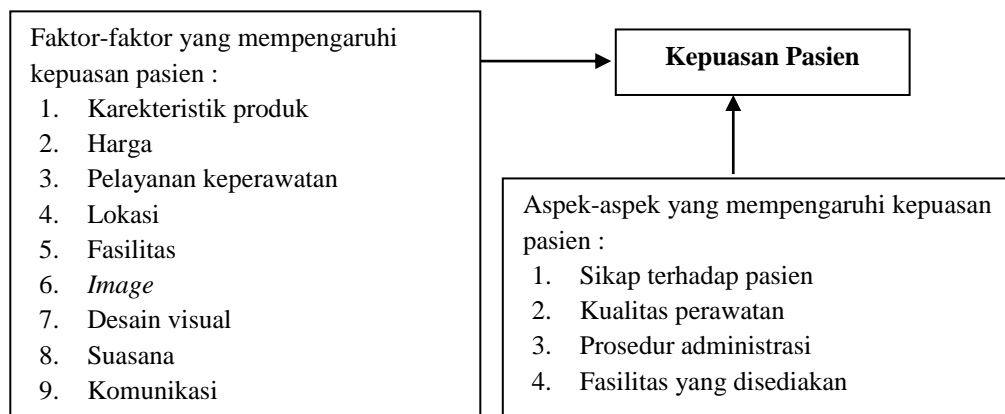 Faktor-faktor yang mempengaruhi
kepuasan pasien :
1. Karekteristik produk
2. Harga
3. Pelayanan keperawatan
4. Lokasi
5. Fasilitas
6. Image
7. Desain visual
8. Suasana
9. Komunikasi
Kepuasan Pasien
Aspek-aspek yang mempengaruhi kepuasan
pasien :
1. Sikap terhadap pasien
2. Kualitas perawatan
3. Prosedur administrasi
4. Fasilitas yang disediakan